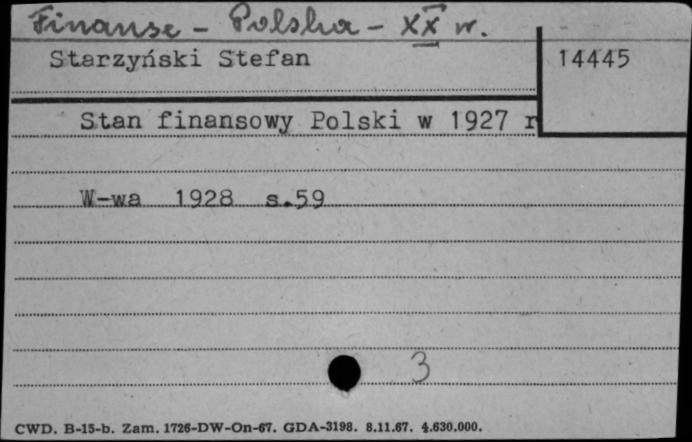 Finanse - Polska - XX w.
Starzyński Stefan 14445
Stan finansowy Polski w 1927 r
W-wa 1928 s.59
3
CWD. B-15-b. Zam. 1726-DW-On-67. GDA-3198. 8.11.67. 4.630.000.